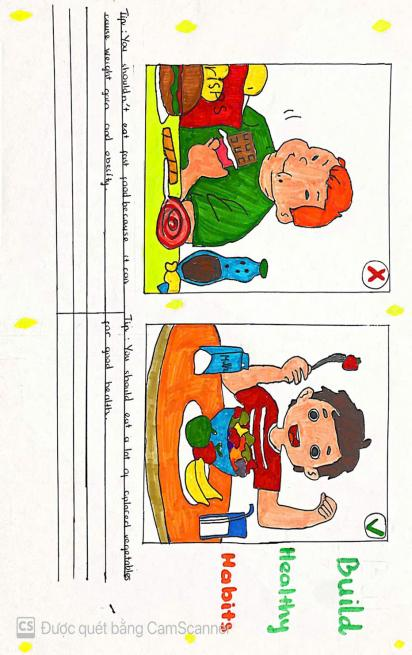 Build
Healthy
Habits
CRISPS
Milk
Tip: You shouldn't eat fast food because it can
cause weight gain and obesity.
Tip: You should eat a lot of colored vegetables
for good health.
CS Được quét bằng CamScanner